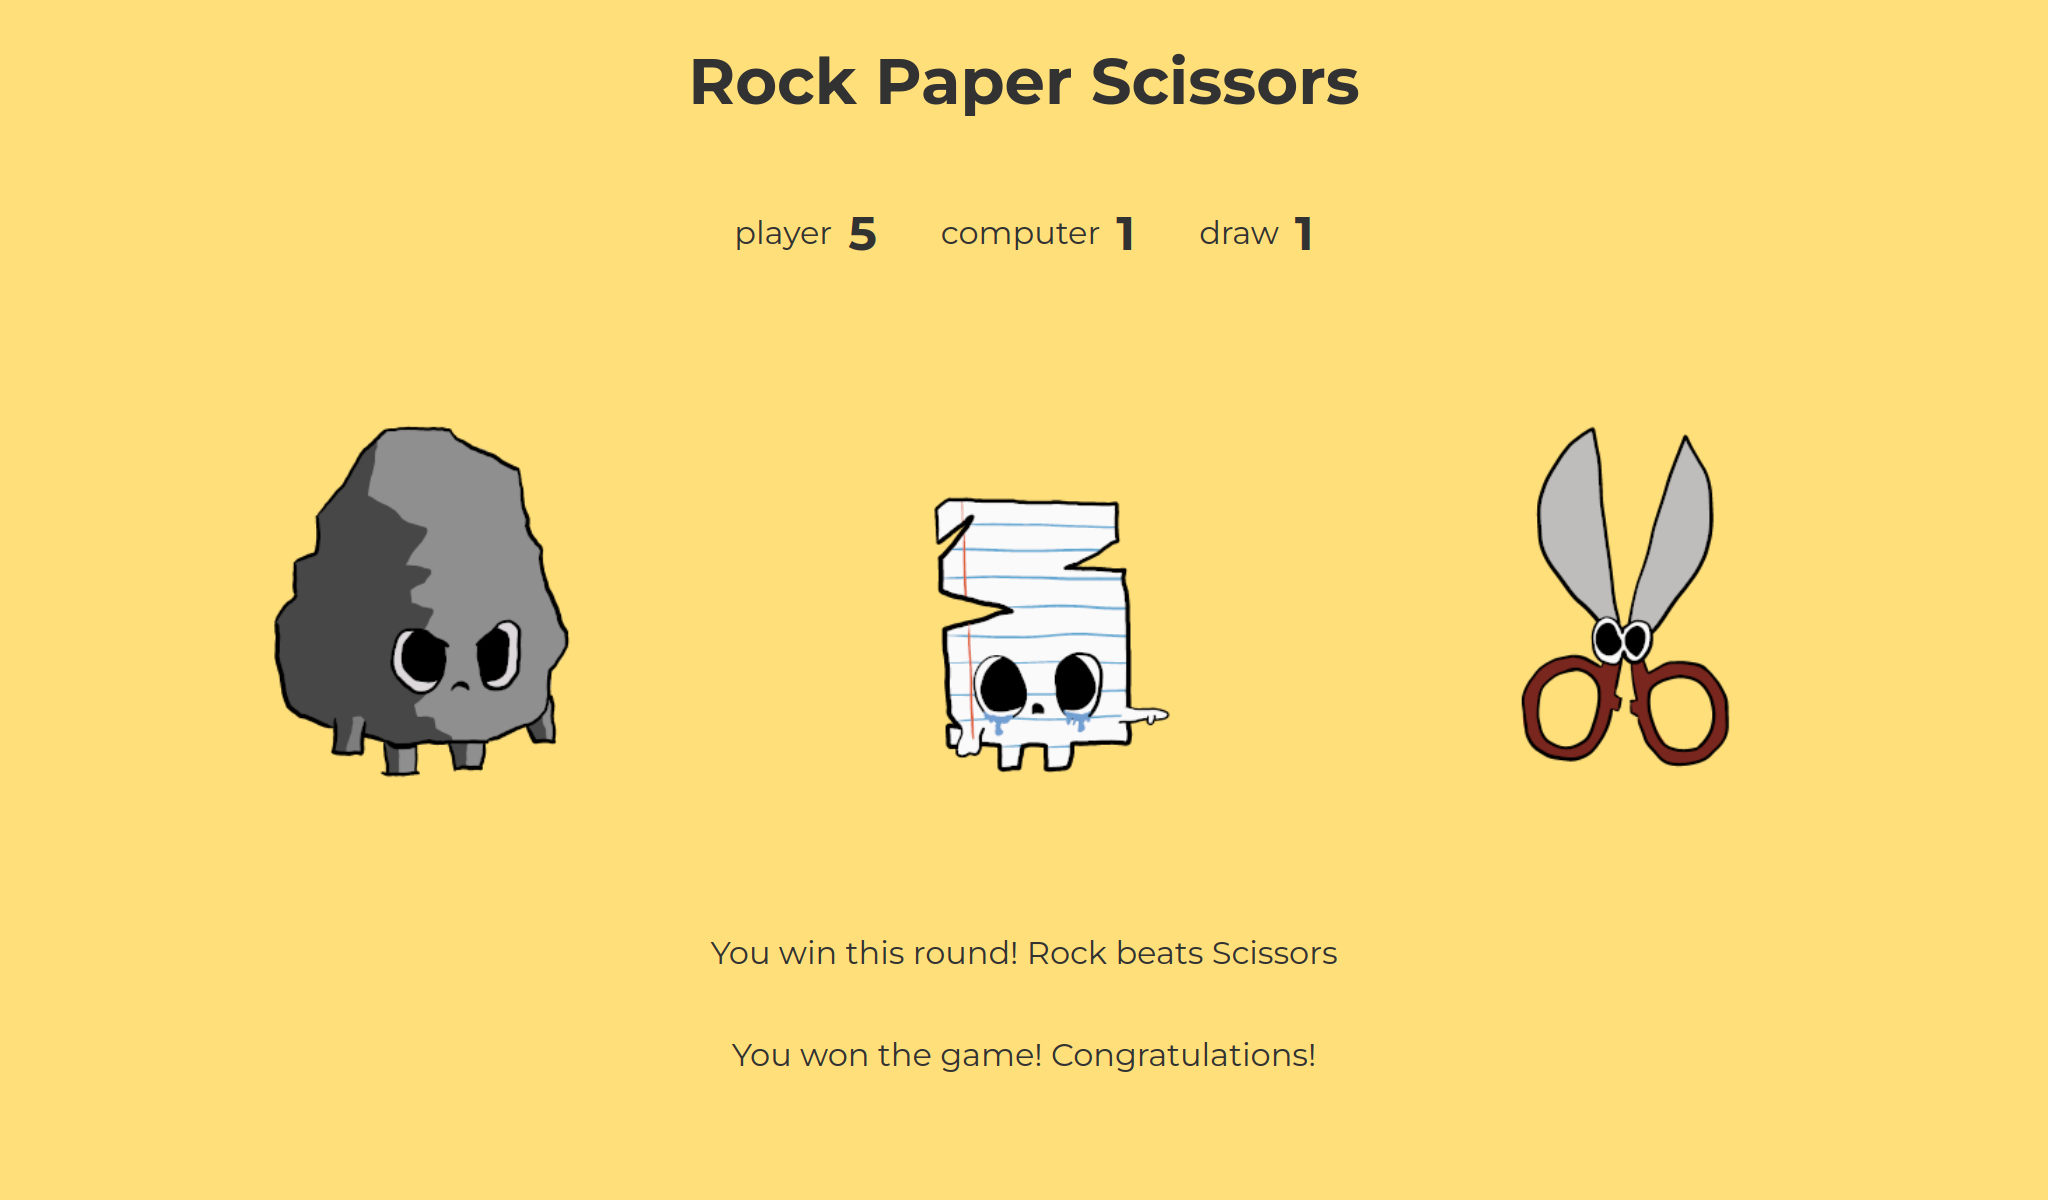 Rock Paper Scissors
player 5 computer 1 draw 1
You win this round! Rock beats Scissors
You won the game! Congratulations!